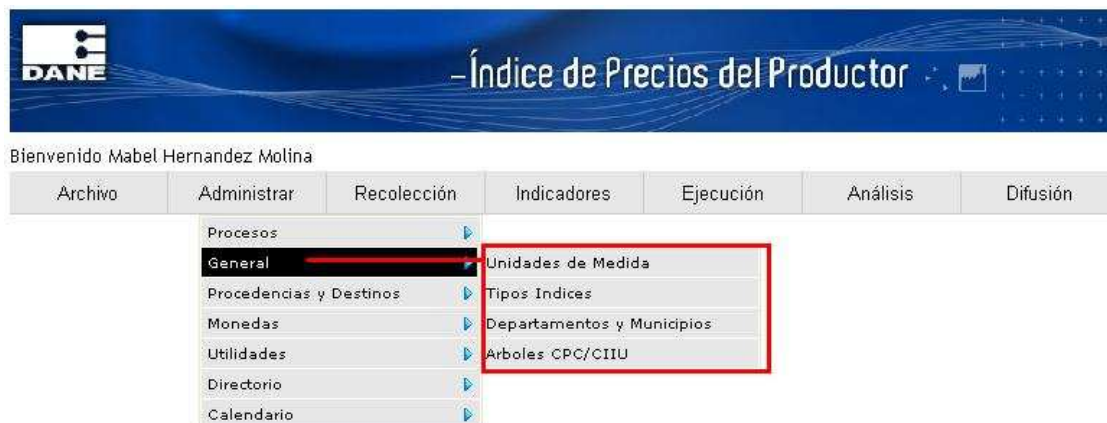 DANE
–Índice de Precios del Productor
Bienvenido Mabel Hernandez Molina
Archivo Administrar Recolección Indicadores Ejecución Análisis Difusión
Procesos
General Unidades de Medida
Procedencias y Destinos Tipos Indices
Monedas Departamentos y Municipios
Utilidades Arboles CPC/CIIU
Directorio
Calendario